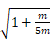 √(1 + m/5m)